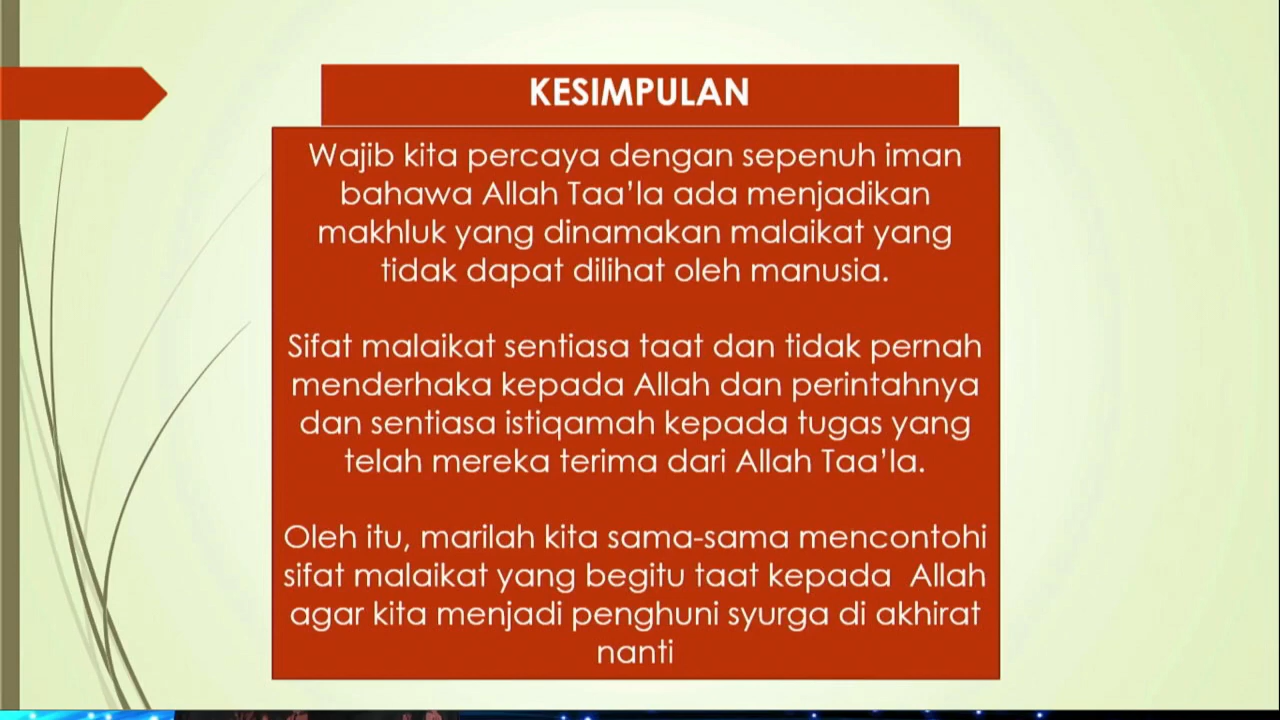 KESIMPULAN
Wajib kita percaya dengan sepenuh iman
bahawa Allah Taa'la ada menjadikan
makhluk yang dinamakan malaikat yang
tidak dapat dilihat oleh manusia.
Sifat malaikat sentiasa taat dan tidak pernah
menderhaka kepada Allah dan perintahnya
dan sentiasa istiqamah kepada tugas yang
telah mereka terima dari Allah Taa'la.
Oleh itu, marilah kita sama-sama mencontohi
sifat malaikat yang begitu taat kepada  Allah
agar kita menjadi penghuni syurga di akhirat
nanti